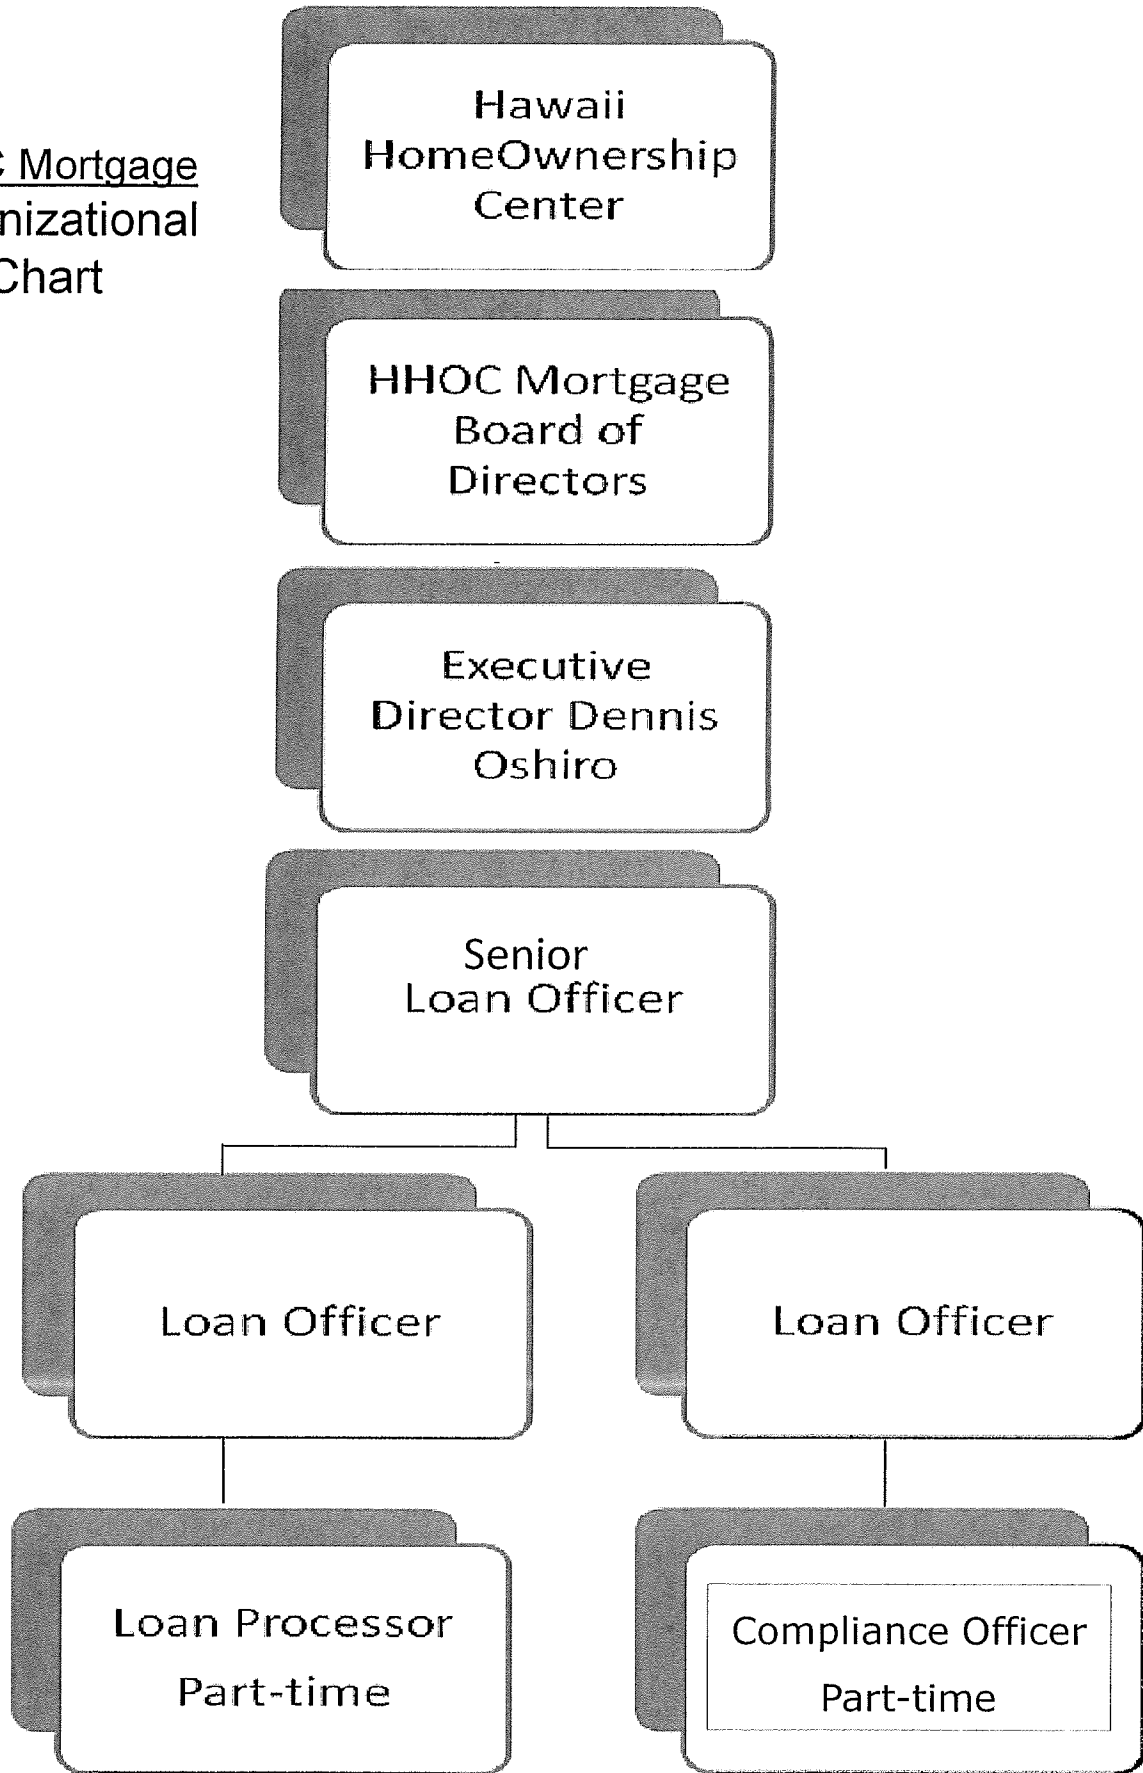 C Mortgage
nizational
Chart
Hawaii
HomeOwnership
Center
HHOC Mortgage
Board of
Directors
Executive
Director Dennis
Oshiro
Senior
Loan Officer
Loan Officer
Loan Officer
Loan Processor
Part-time
Compliance Officer
Part-time